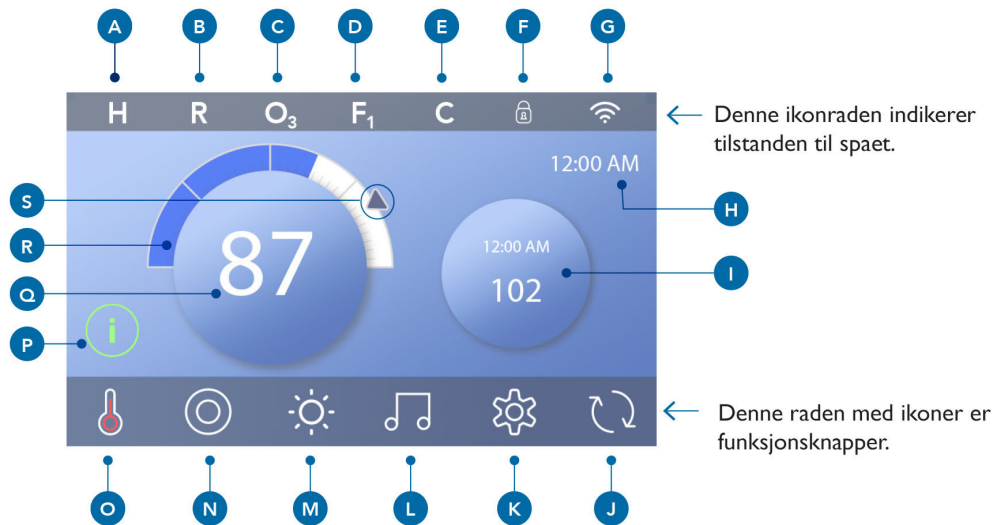 A B C D E F G
H R O₃ F₁ C
Denne ikonraden indikerer
tilstanden til spaet.
12:00 AM
S
H
R
87
12:00 AM
I
Q
102
i
P
Denne raden med ikoner er
funksjonsknapper.
O N M L K J